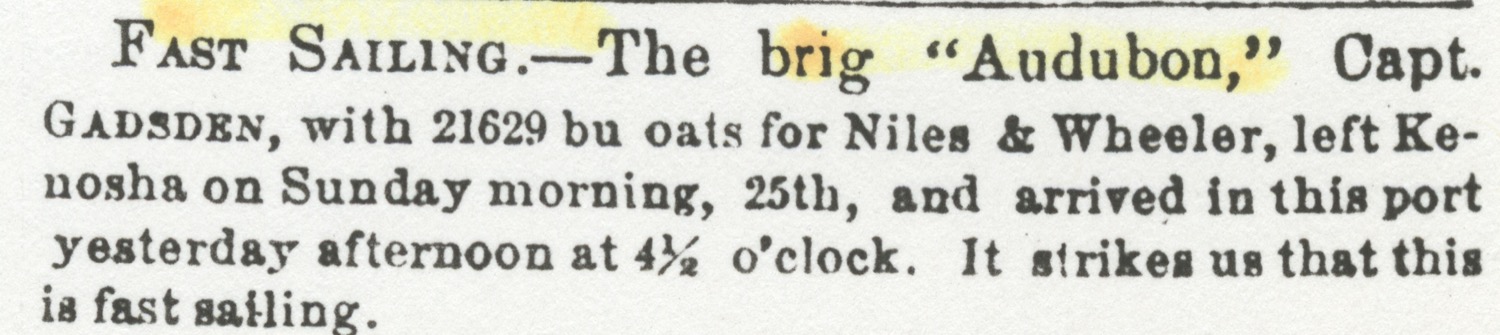 FAST SAILING.—The brig “Audubon,” Capt.
GADSDEN, with 21629 bu oats for Niles & Wheeler, left Ke-
nosha on Sunday morning, 25th, and arrived in this port
yesterday afternoon at 4½ o’clock. It strikes us that this
is fast sailing.